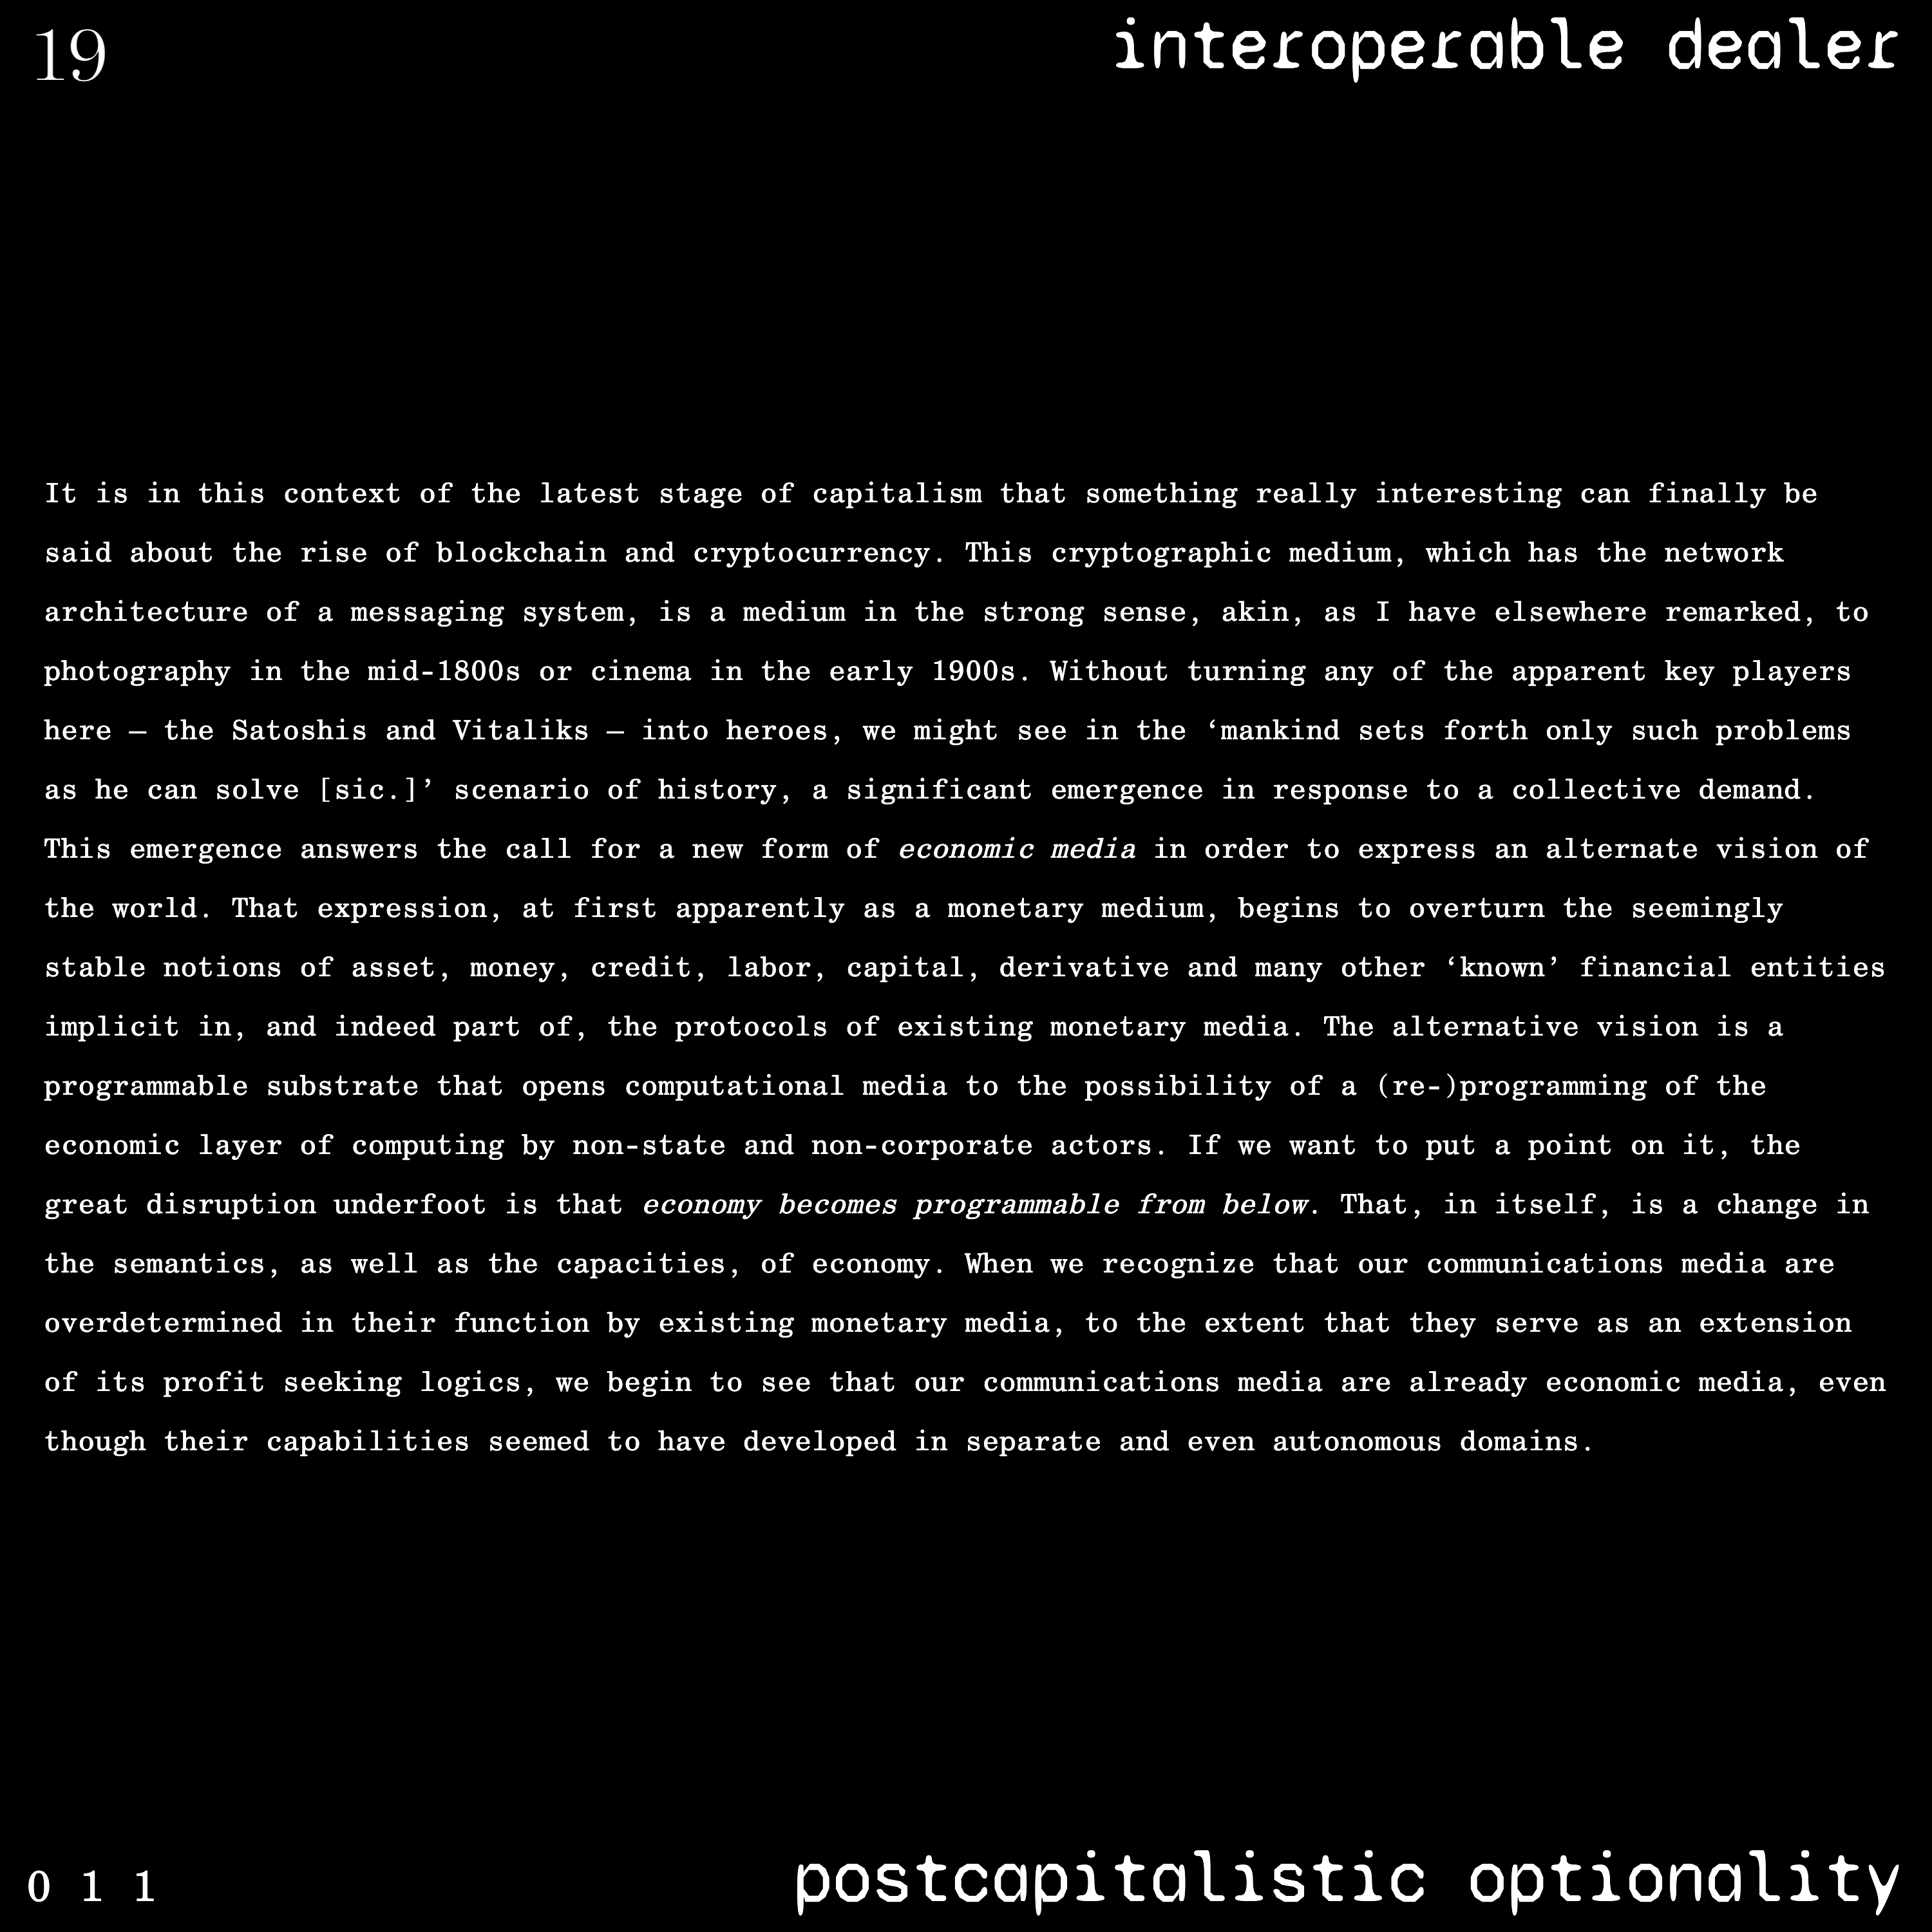 19
interoperable dealer
It is in this context of the latest stage of capitalism that something really interesting can finally be
said about the rise of blockchain and cryptocurrency. This cryptographic medium, which has the network
architecture of a messaging system, is a medium in the strong sense, akin, as I have elsewhere remarked, to
photography in the mid-1800s or cinema in the early 1900s. Without turning any of the apparent key players
here — the Satoshis and Vitaliks — into heroes, we might see in the ‘mankind sets forth only such problems
as he can solve [sic.]’ scenario of history, a significant emergence in response to a collective demand.
This emergence answers the call for a new form of economic media in order to express an alternate vision of
the world. That expression, at first apparently as a monetary medium, begins to overturn the seemingly
stable notions of asset, money, credit, labor, capital, derivative and many other ‘known’ financial entities
implicit in, and indeed part of, the protocols of existing monetary media. The alternative vision is a
programmable substrate that opens computational media to the possibility of a (re-)programming of the
economic layer of computing by non-state and non-corporate actors. If we want to put a point on it, the
great disruption underfoot is that economy becomes programmable from below. That, in itself, is a change in
the semantics, as well as the capacities, of economy. When we recognize that our communications media are
overdetermined in their function by existing monetary media, to the extent that they serve as an extension
of its profit seeking logics, we begin to see that our communications media are already economic media, even
though their capabilities seemed to have developed in separate and even autonomous domains.
0 1 1
postcapitalistic optionality